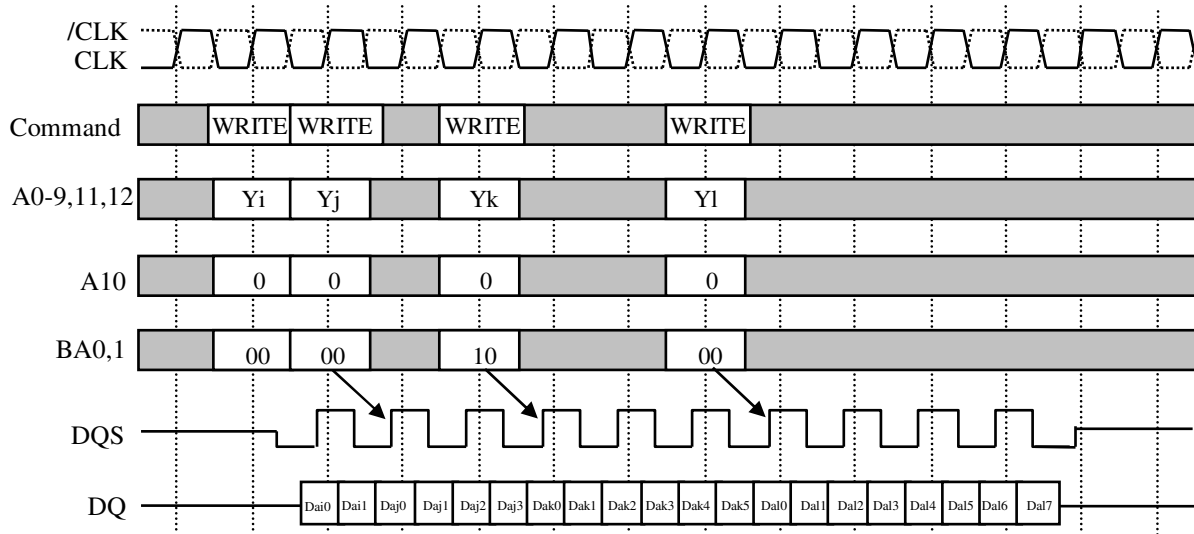 /CLK
CLK
Command WRITE WRITE WRITE WRITE
A0-9,11,12 Yi Yj Yk Yl
A10 0 0 0 0
BA0,1 00 00 10 00
DQS
DQ Dai0 Dai1 Daj0 Daj1 Daj2 Daj3 Dak0 Dak1 Dak2 Dak3 Dak4 Dak5 Dal0 Dal1 Dal2 Dal3 Dal4 Dal5 Dal6 Dal7